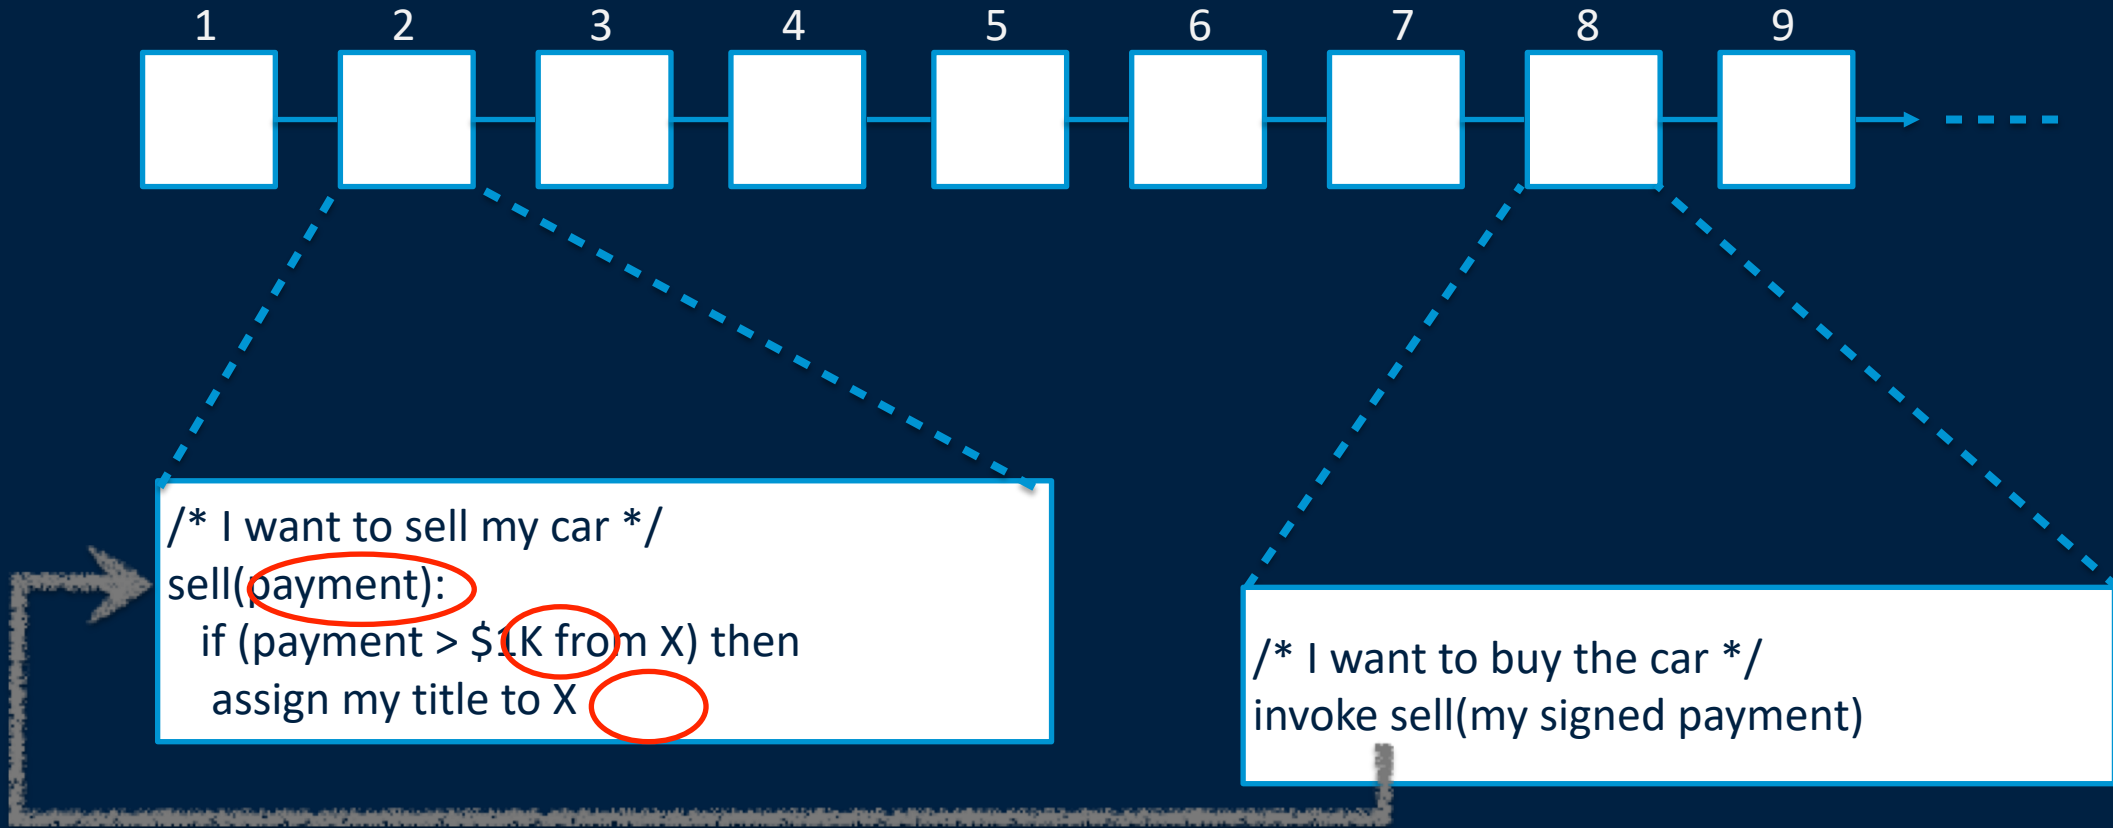 1 2 3 4 5 6 7 8 9
/* I want to sell my car */
sell(payment):
if (payment > $1K from X) then
assign my title to X
/* I want to buy the car */
invoke sell(my signed payment)